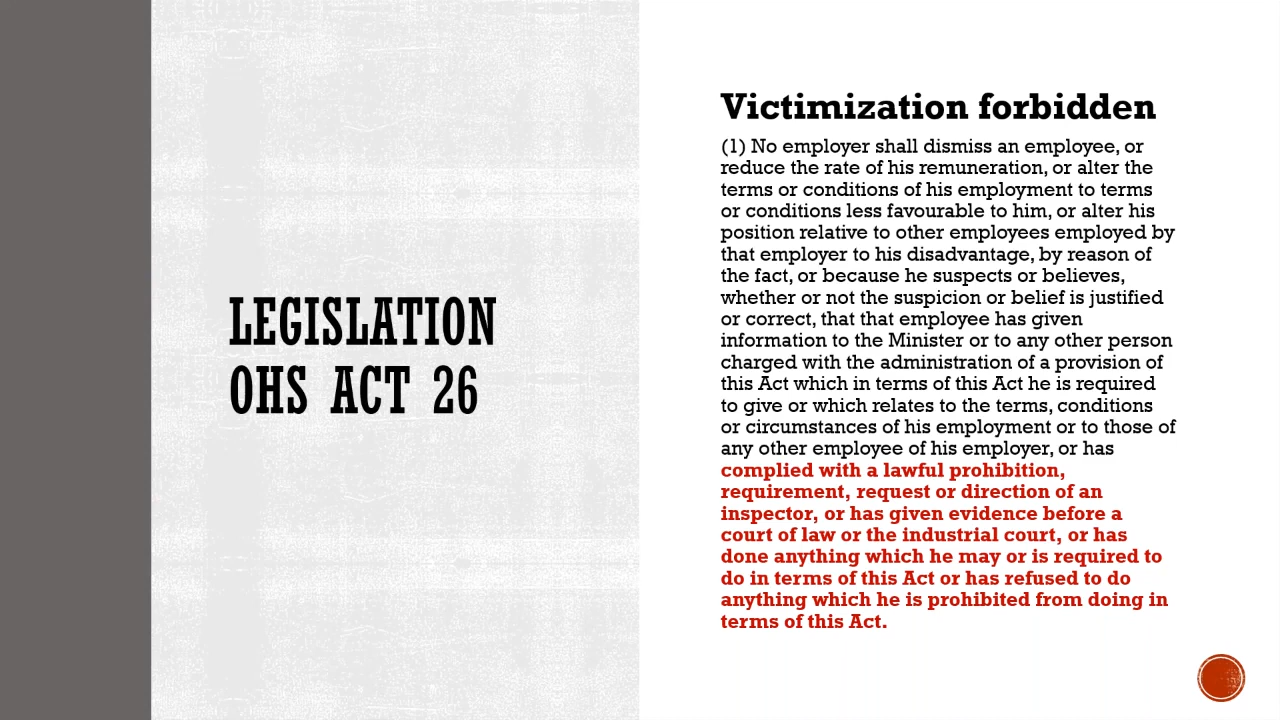 LEGISLATION
OHS ACT 26
Victimization forbidden
(1) No employer shall dismiss an employee, or
reduce the rate of his remuneration, or alter the
terms or conditions of his employment to terms
or conditions less favourable to him, or alter his
position relative to other employees employed by
that employer to his disadvantage, by reason of
the fact, or because he suspects or believes,
whether or not the suspicion or belief is justified
or correct, that that employee has given
information to the Minister or to any other person
charged with the administration of a provision of
this Act which in terms of this Act he is required
to give or which relates to the terms, conditions
or circumstances of his employment or to those of
any other employee of his employer, or has
complied with a lawful prohibition,
requirement, request or direction of an
inspector, or has given evidence before a
court of law or the industrial court, or has
done anything which he may or is required to
do in terms of this Act or has refused to do
anything which he is prohibited from doing in
terms of this Act.